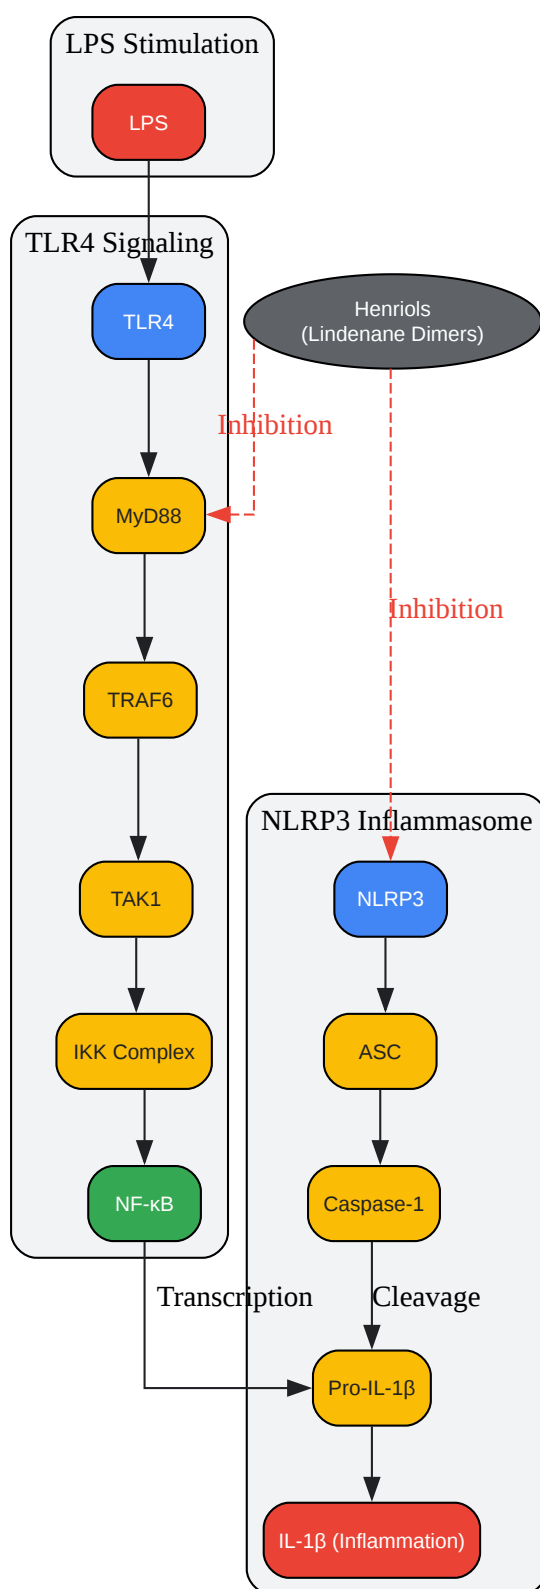 LPS Stimulation
LPS
TLR4 Signaling
TLR4
Henriols
(Lindenane Dimers)
Inhibition
MyD88
Inhibition
TRAF6
NLRP3 Inflammasome
TAK1
NLRP3
IKK Complex
ASC
NF-κB
Caspase-1
Transcription
Cleavage
Pro-IL-1β
IL-1β (Inflammation)